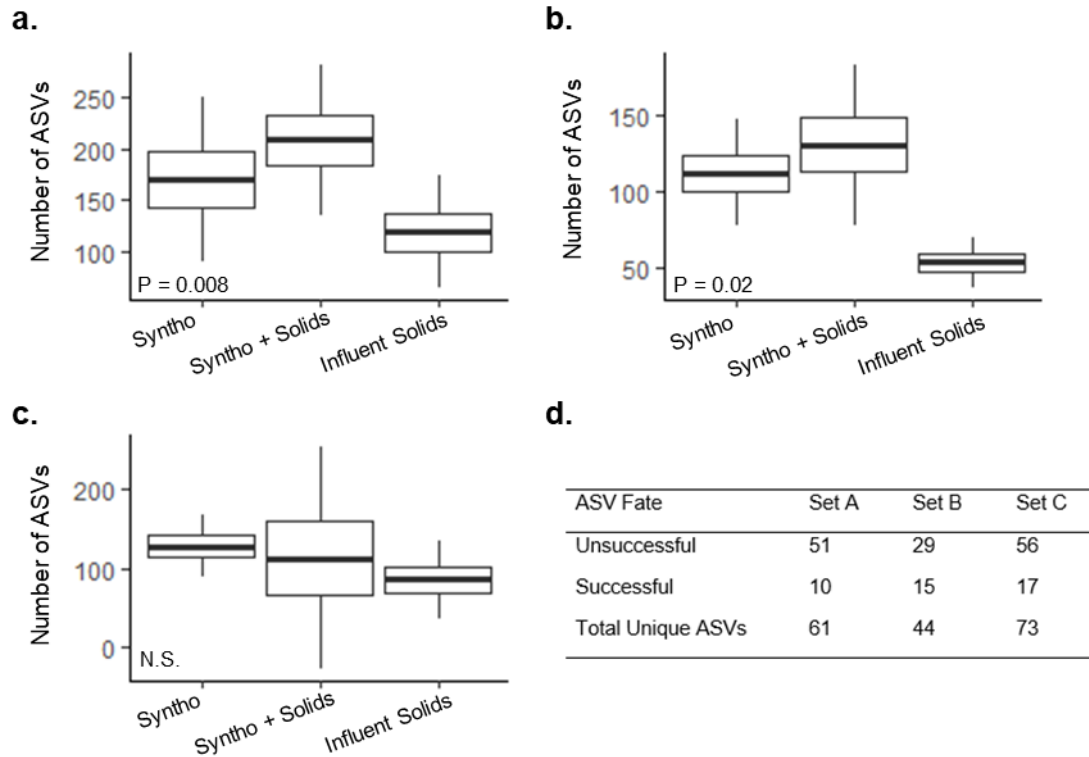 a.
Number of ASVs
250
200
150
100
P = 0.008
Syntho
Syntho + Solids
Influent Solids
b.
Number of ASVs
150
100
50
P = 0.02
Syntho
Syntho + Solids
Influent Solids
c.
Number of ASVs
200
100
0
N.S.
Syntho
Syntho + Solids
Influent Solids
d.
ASV Fate Set A Set B Set C
Unsuccessful 51 29 56
Successful 10 15 17
Total Unique ASVs 61 44 73